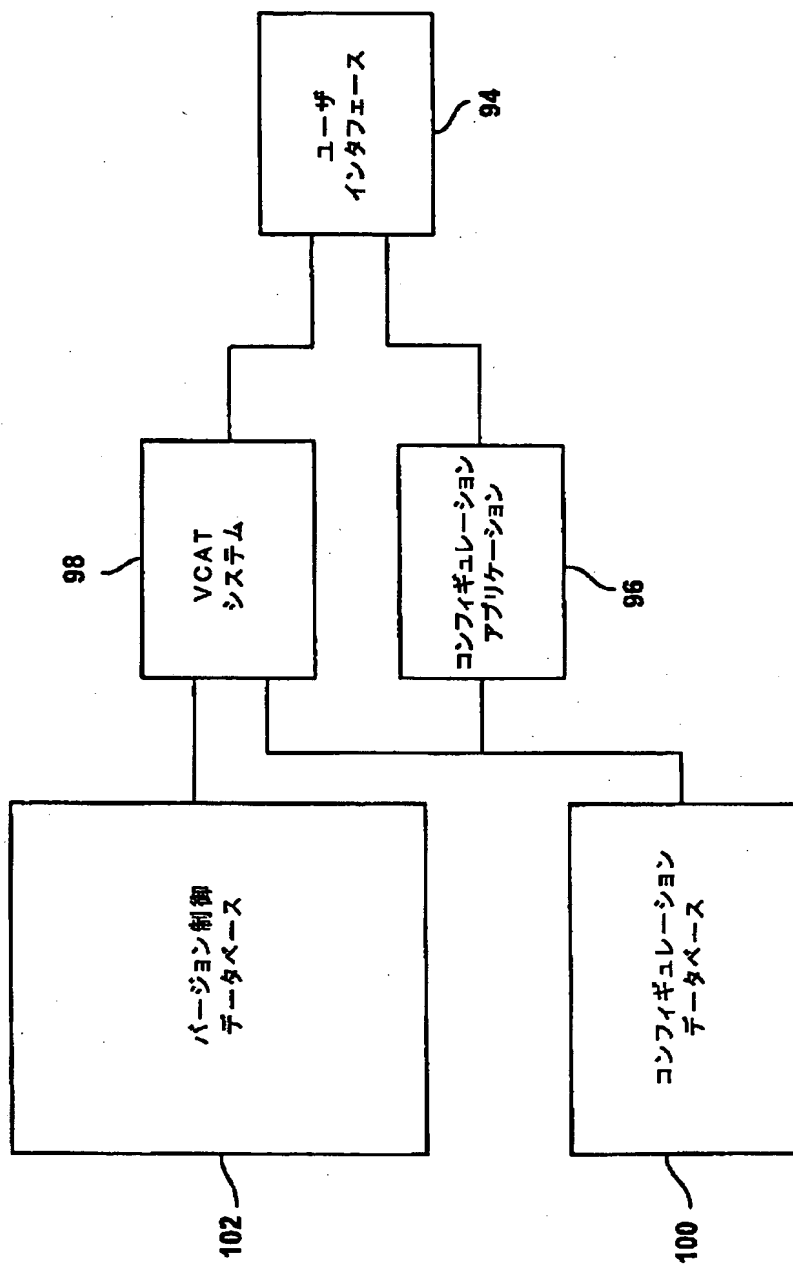 102
バージョン制御
データベース
98
VCAT
システム
ユーザ
インタフェース
94
コンフィギュレーション
アプリケーション
96
コンフィギュレーション
データベース
100